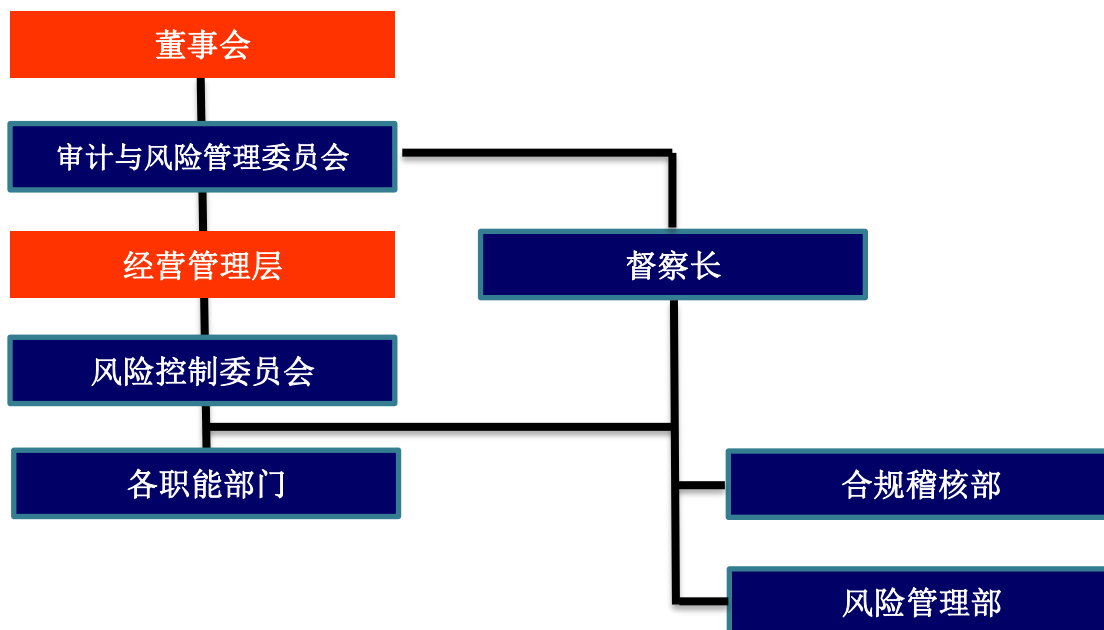 董事会
审计与风险管理委员会
经营管理层
督察长
风险控制委员会
各职能部门
合规稽核部
风险管理部